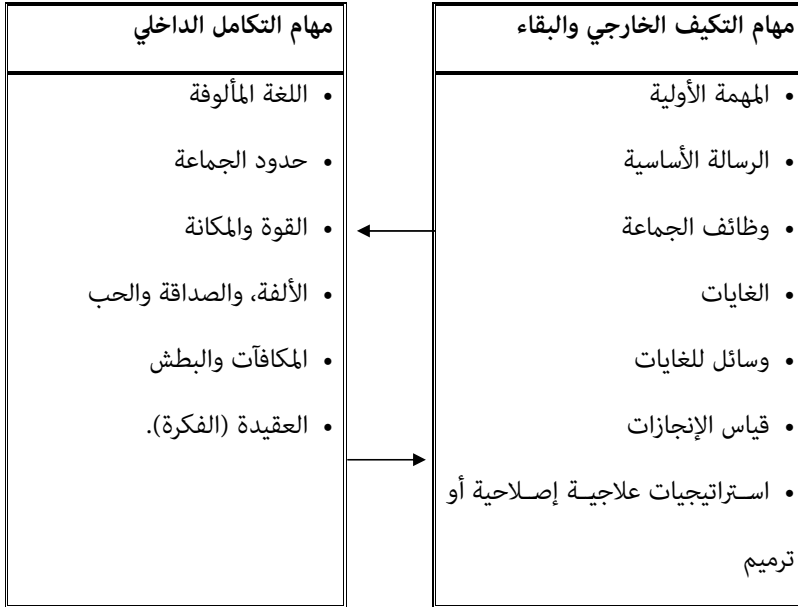 مهام التكيف الخارجي والبقاء
• المهمة الأولية
• الرسالة الأساسية
• وظائف الجماعة
• الغايات
• وسائل للغايات
• قياس الإنجازات
• استراتيجيات علاجية إصلاحية أو
ترميم
مهام التكامل الداخلي
• اللغة المألوفة
• حدود الجماعة
• القوة والمكانة
• الألفة، والصداقة والحب
• المكافآت والبطش
• العقيدة (الفكرة).